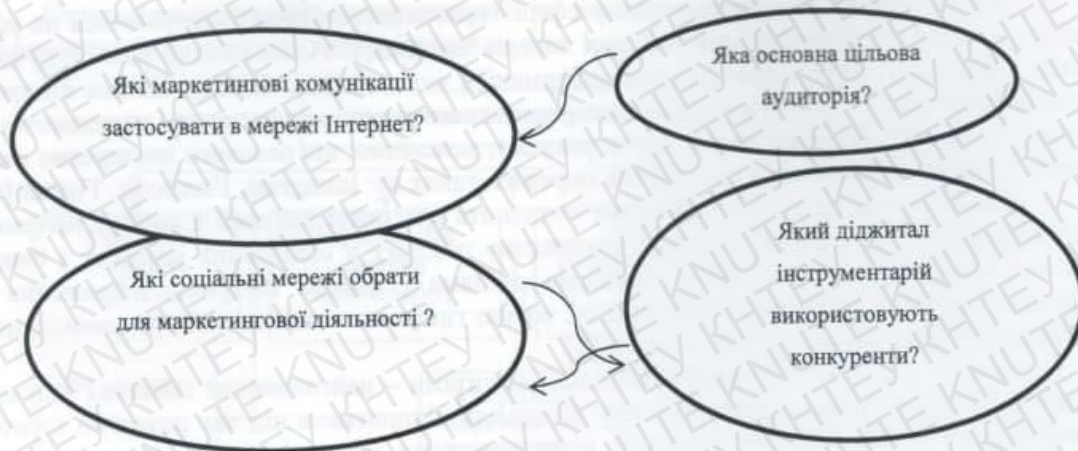 Які маркетингові комунікації
застосувати в мережі Інтернет?
Яка основна цільова
аудиторія?
Які соціальні мережі обрати
для маркетингової діяльності ?
Який діджитал
інструментарій
використовують
конкуренти?